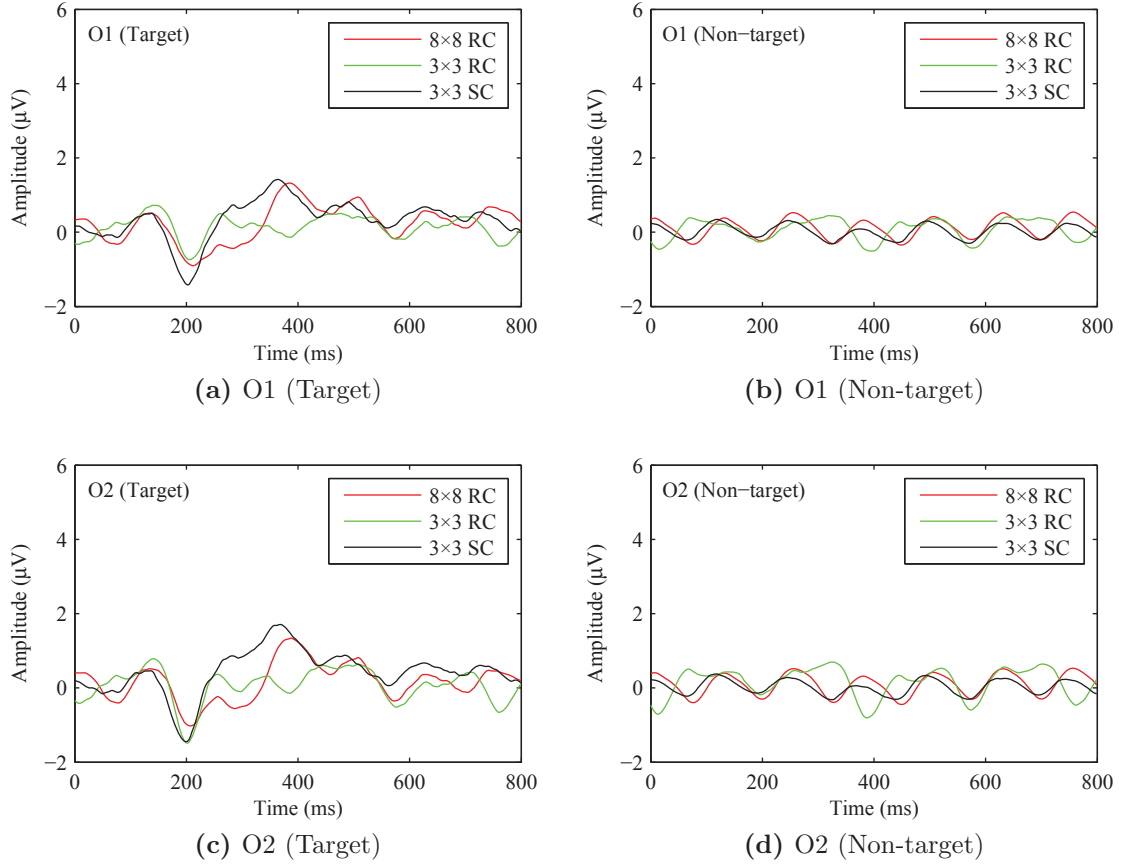 6
4
2
0
−2
Amplitude (µV)
O1 (Target)
8×8 RC
3×3 RC
3×3 SC
0 200 400 600 800
Time (ms)
(a) O1 (Target)
6
4
2
0
−2
Amplitude (µV)
O1 (Non−target)
8×8 RC
3×3 RC
3×3 SC
0 200 400 600 800
Time (ms)
(b) O1 (Non-target)
6
4
2
0
−2
Amplitude (µV)
O2 (Target)
8×8 RC
3×3 RC
3×3 SC
0 200 400 600 800
Time (ms)
(c) O2 (Target)
6
4
2
0
−2
Amplitude (µV)
O2 (Non−target)
8×8 RC
3×3 RC
3×3 SC
0 200 400 600 800
Time (ms)
(d) O2 (Non-target)